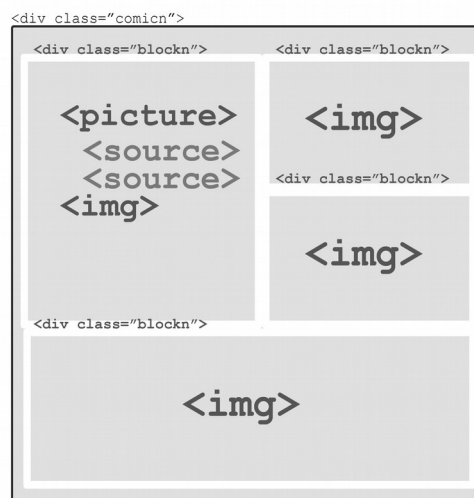 <div class="comicn">
<div class="blockn">
<picture>
<source>
<source>
<img>
<div class="blockn">
<img>
<div class="blockn">
<img>
<div class="blockn">
<img>